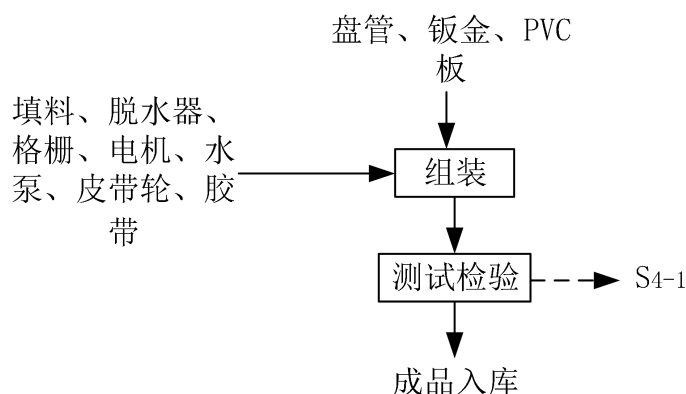 盘管、钣金、PVC
板
填料、脱水器、
格栅、电机、水
泵、皮带轮、胶
带
组装
测试检验
S4-1
成品入库